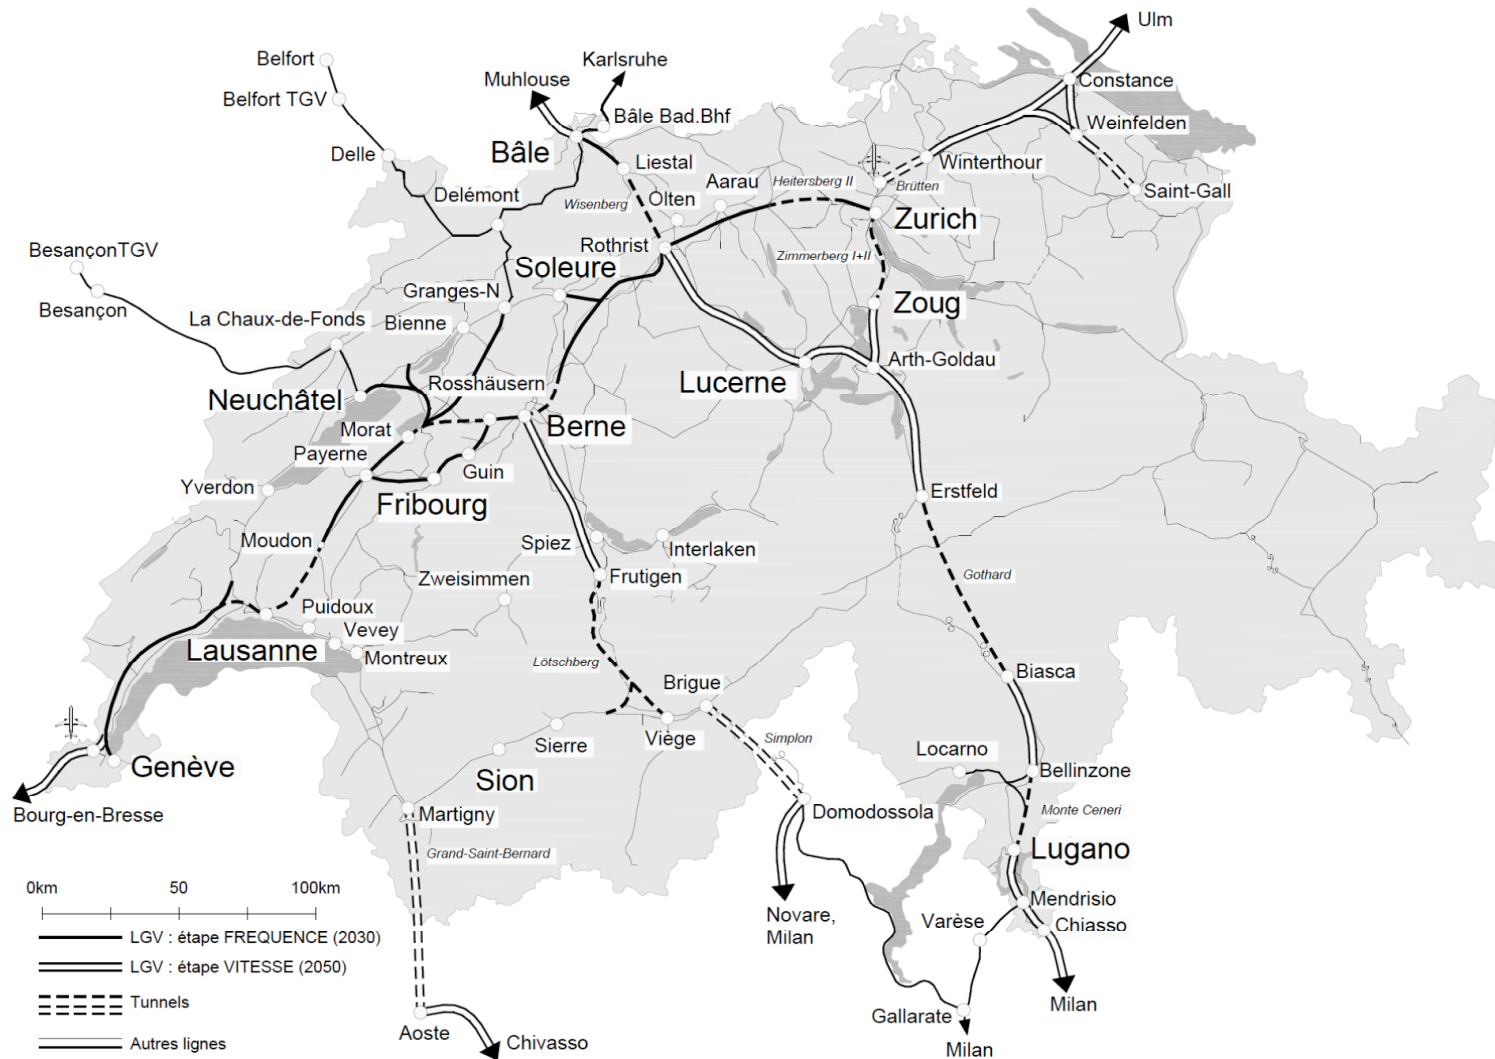 Ulm
Belfort
Karlsruhe
Muhlouse
Constance
Belfort TGV
Bâle Bad.Bhf
Weinfelden
Bâle
Delle
Liestal
Winterthour
Aarau
Heitersberg II
Brütten
Saint-Gall
Delémont
Olten
Wisenberg
Zurich
BesançonTGV
Rothrist
Zimmerberg I+II
Soleure
Besançon
Granges-N
Zoug
La Chaux-de-Fonds
Bienne
Arth-Goldau
Rosshäusern
Lucerne
Neuchâtel
Berne
Morat
Payerne
Guin
Yverdon
Fribourg
Erstfeld
Moudon
Spiez
Interlaken
Gothard
Zweisimmen
Frutigen
Puidoux
Vevey
Lausanne
Montreux
Lötschberg
Biasca
Brigue
Sierre
Viège
Simplon
Locarno
Genève
Sion
Bellinzone
Bourg-en-Bresse
Martigny
Domodossola
Monte Ceneri
Grand-Saint-Bernard
Lugano
0km 50 100km
Mendrisio
Novare,
Milan
Varèse
Chiasso
LGV : étape FREQUENCE (2030)
LGV : étape VITESSE (2050)
Tunnels
Milan
Gallarate
Aoste
Chivasso
Autres lignes
Milan